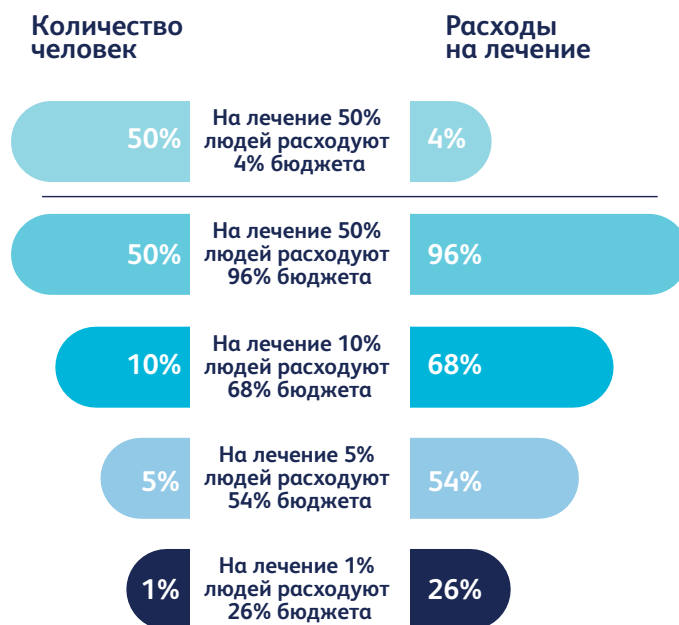 Количество
человек
Расходы
на лечение
50%
На лечение 50%
людей расходуют
4% бюджета
4%
50%
На лечение 50%
людей расходуют
96% бюджета
96%
10%
На лечение 10%
людей расходуют
68% бюджета
68%
5%
На лечение 5%
людей расходуют
54% бюджета
54%
1%
На лечение 1%
людей расходуют
26% бюджета
26%